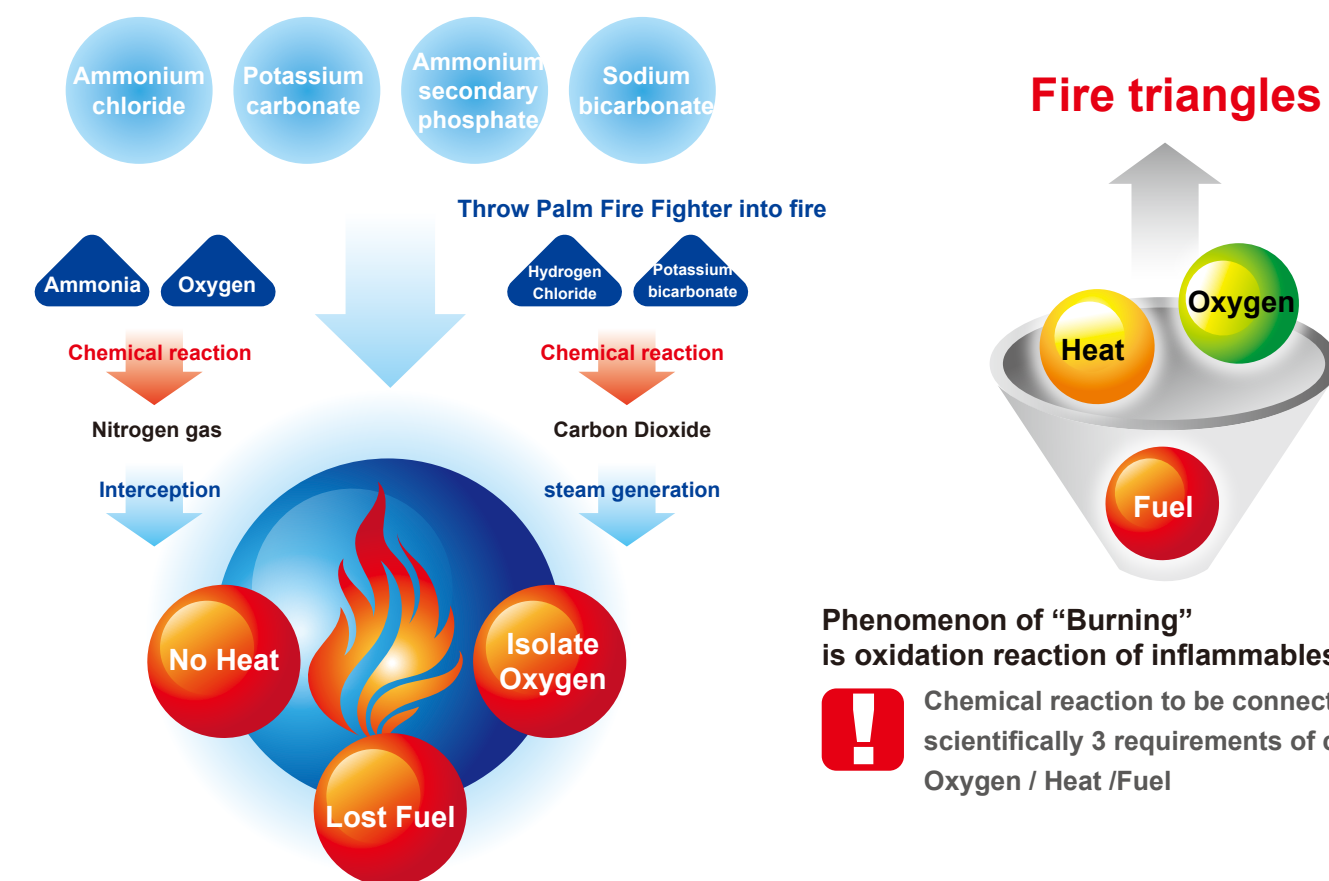 Ammonium
chloride
Potassium
carbonate
Ammonium
secondary
phosphate
Sodium
bicarbonate
Throw Palm Fire Fighter into fire
Ammonia
Oxygen
Hydrogen
Chloride
Potassium
bicarbonate
Chemical reaction
Chemical reaction
Nitrogen gas
Carbon Dioxide
Interception
steam generation
No Heat
Isolate
Oxygen
Lost Fuel
Fire triangles
Heat
Oxygen
Fuel
Phenomenon of “Burning”
is oxidation reaction of inflammables
Chemical reaction to be connect
scientifically 3 requirements of
Oxygen / Heat /Fuel